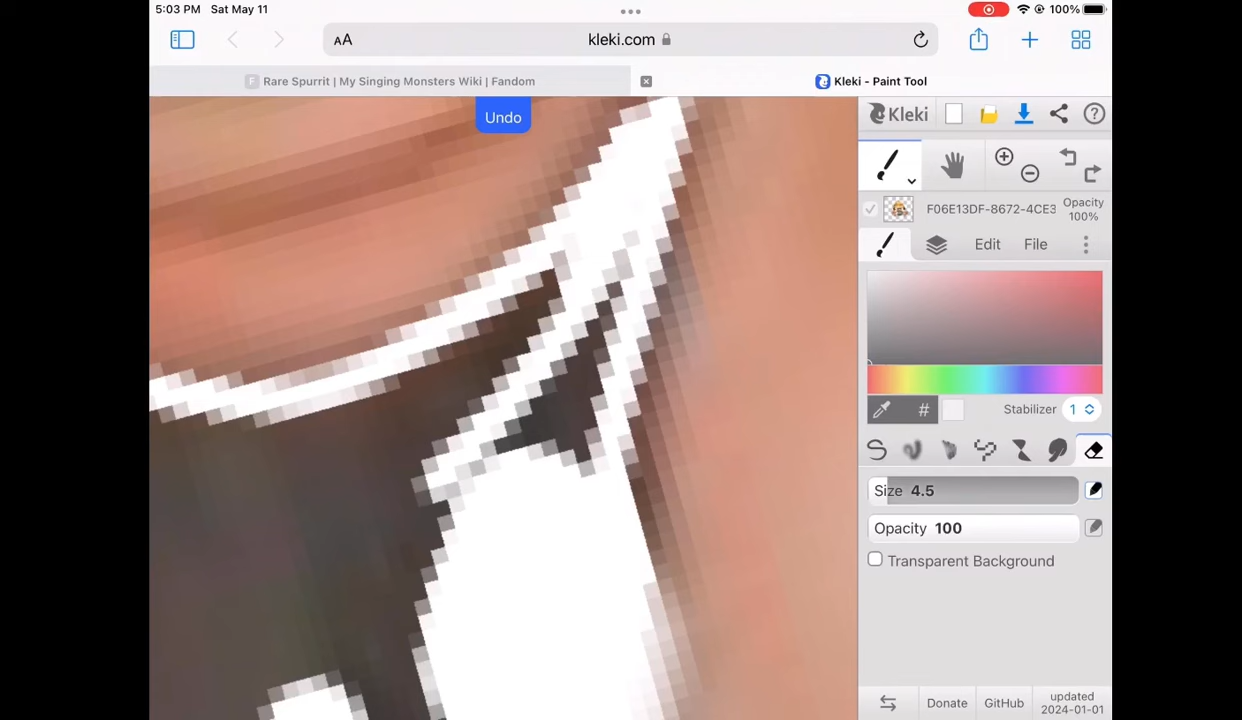 5:03 PM Sat May 11
100%
AA
kleki.com
F Rare Spurrit | My Singing Monsters Wiki | Fandom
Kleki - Paint Tool
Undo
Kleki
?
F06E13DF-8672-4CE3
Opacity
100%
Edit
File
#
Stabilizer
1
Size 4.5
Opacity 100
Transparent Background
Donate
GitHub
updated
2024-01-01